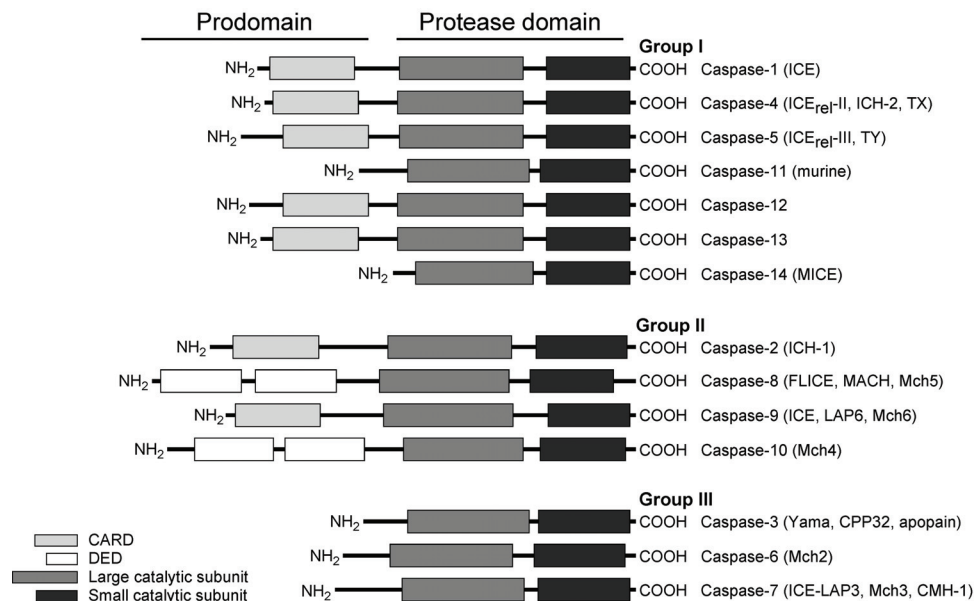 Prodomain Protease domain
Group I
NH2 COOH Caspase-1 (ICE)
NH2 COOH Caspase-4 (ICErel-II, ICH-2, TX)
NH2 COOH Caspase-5 (ICErel-III, TY)
NH2 COOH Caspase-11 (murine)
NH2 COOH Caspase-12
NH2 COOH Caspase-13
NH2 COOH Caspase-14 (MICE)
Group II
NH2 COOH Caspase-2 (ICH-1)
NH2 COOH Caspase-8 (FLICE, MACH, Mch5)
NH2 COOH Caspase-9 (ICE, LAP6, Mch6)
NH2 COOH Caspase-10 (Mch4)
Group III
NH2 COOH Caspase-3 (Yama, CPP32, apopain)
NH2 COOH Caspase-6 (Mch2)
NH2 COOH Caspase-7 (ICE-LAP3, Mch3, CMH-1)
CARD
DED
Large catalytic subunit
Small catalytic subunit